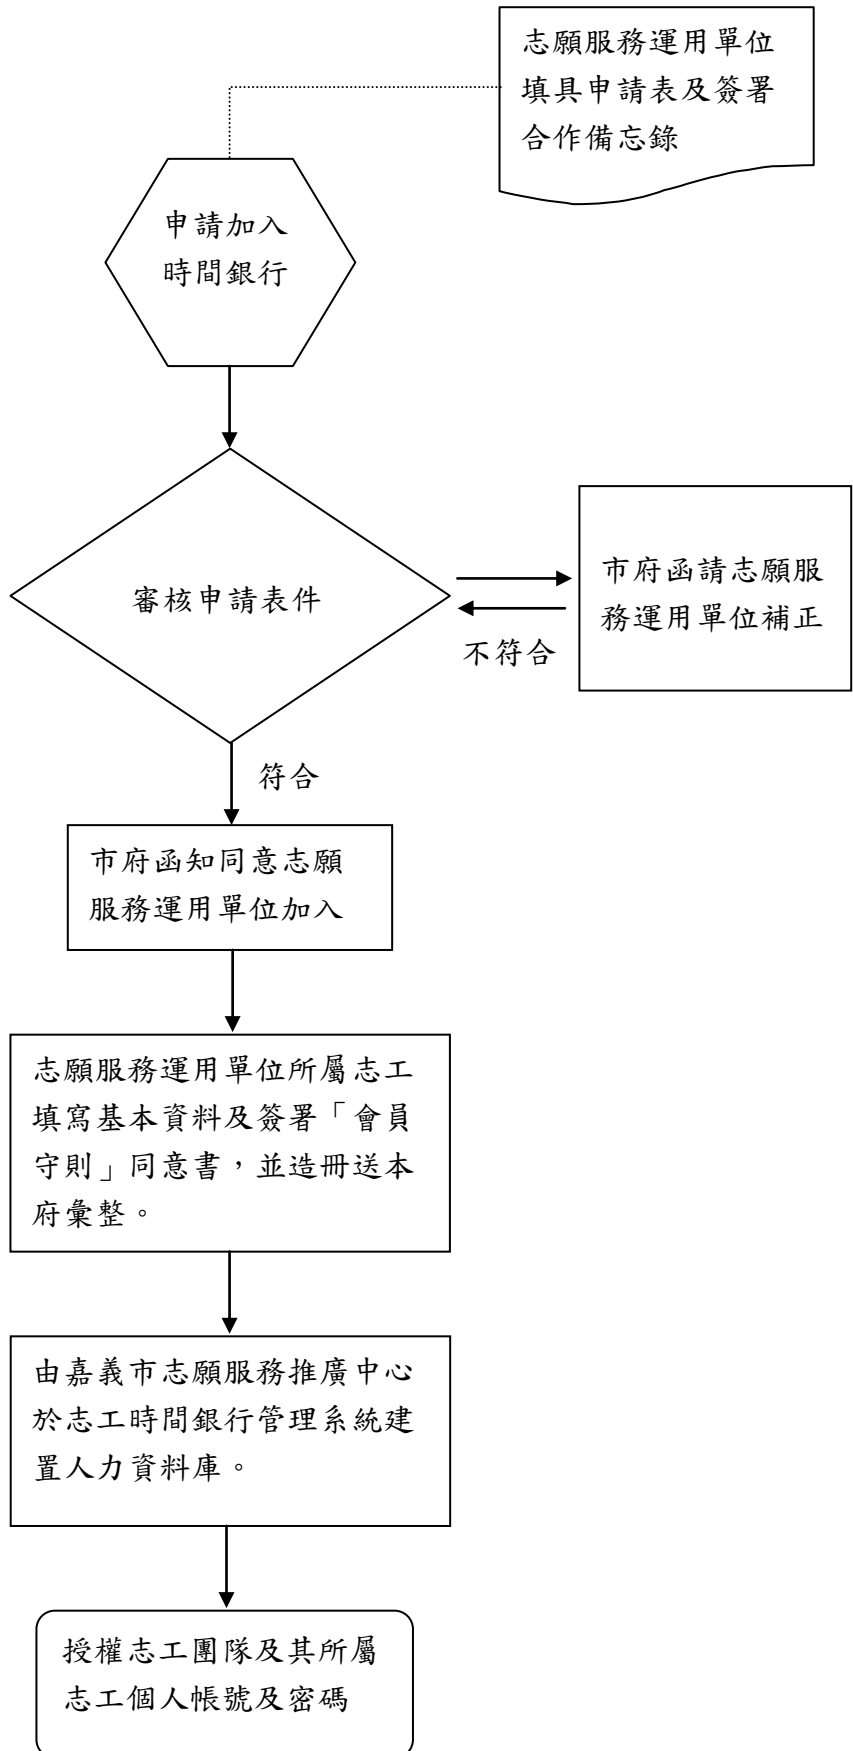 志願服務運用單位
填具申請表及簽署
合作備忘錄
申請加入
時間銀行
審核申請表件
市府函請志願服
務運用單位補正
不符合
符合
市府函知同意志願
服務運用單位加入
志願服務運用單位所屬志工
填寫基本資料及簽署「會員
守則」同意書，並造冊送本
府彙整。
由嘉義市志願服務推廣中心
於志工時間銀行管理系統建
置人力資料庫。
授權志工團隊及其所屬
志工個人帳號及密碼